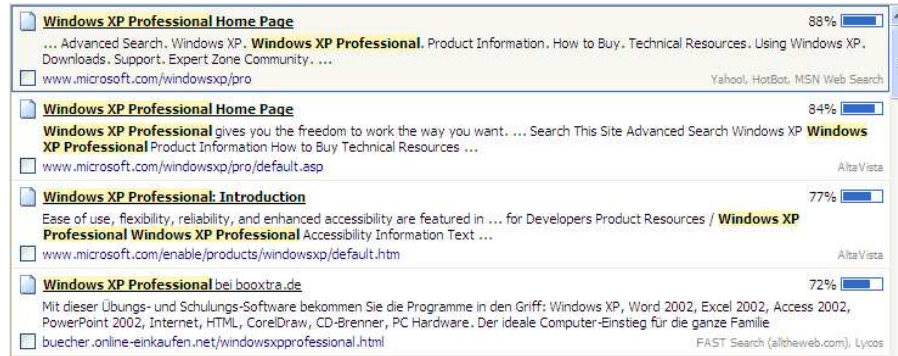 Windows XP Professional Home Page 88%
... Advanced Search. Windows XP. Windows XP Professional. Product Information. How to Buy. Technical Resources. Using Windows XP.
Downloads. Support. Expert Zone Community. ...
www.microsoft.com/windowsxp/pro Yahoo!, HotBot, MSN Web Search
Windows XP Professional Home Page 84%
Windows XP Professional gives you the freedom to work the way you want. ... Search This Site Advanced Search Windows XP Windows
XP Professional Product Information How to Buy Technical Resources ...
www.microsoft.com/windowsxp/pro/default.asp AltaVista
Windows XP Professional: Introduction 77%
Ease of use, flexibility, reliability, and enhanced accessibility are featured in ... for Developers Product Resources / Windows XP
Professional Windows XP Professional Accessibility Information Text ...
www.microsoft.com/enable/products/windowsxp/default.htm AltaVista
Windows XP Professional bei booxtra.de 72%
Mit dieser Übungs- und Schulungs-Software bekommen Sie die Programme in den Griff: Windows XP, Word 2002, Excel 2002, Access 2002,
PowerPoint 2002, Internet, HTML, CorelDraw, CD-Brenner, PC Hardware. Der ideale Computer-Einstieg für die ganze Familie
buecher.online-einkaufen.net/windowsxpprofessional.html FAST Search (alltheweb.com), Lycos